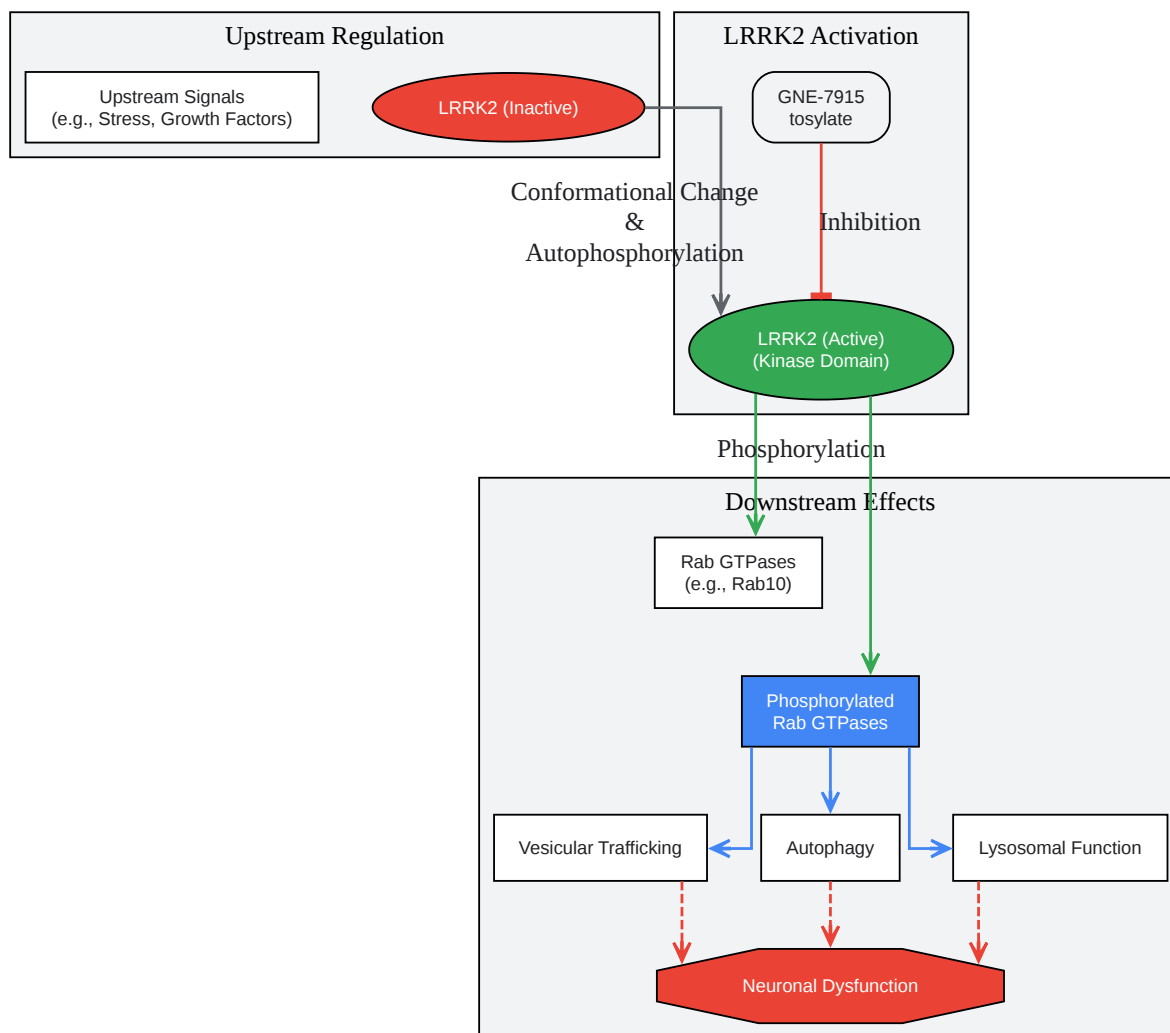 Upstream Regulation
LRRK2 Activation
Upstream Signals
(e.g., Stress, Growth Factors)
LRRK2 (Inactive)
GNE-7915
tosylate
Conformational Change
&
Autophosphorylation
Inhibition
LRRK2 (Active)
(Kinase Domain)
Phosphorylation
Downstream Effects
Rab GTPases
(e.g., Rab10)
Phosphorylated
Rab GTPases
Vesicular Trafficking
Autophagy
Lysosomal Function
Neuronal Dysfunction